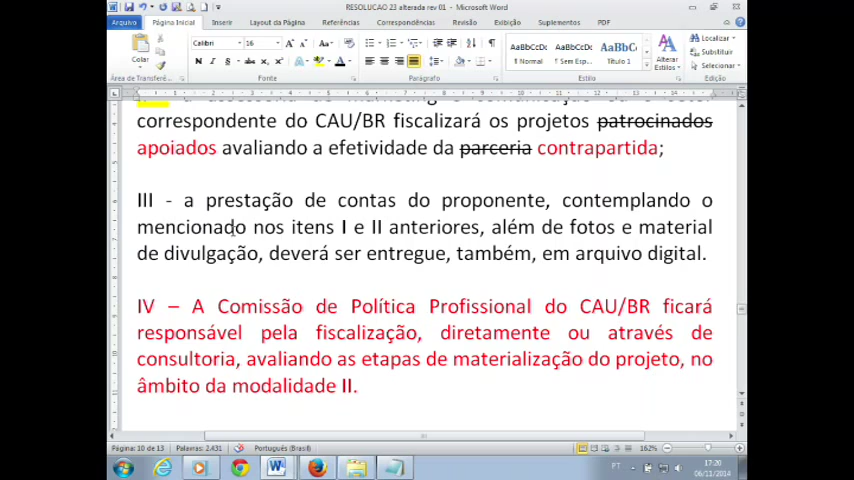 RESOLUCAO 23 alterada rev 01 - Microsoft Word
Arquivo Página Inicial Inserir Layout da Página Referências Correspondências Revisão Exibição Suplementos PDF
Calibri 16
Colar
AaBbCcDc AaBbCcDc AaBbC
¶ Normal ¶ Sem Esp... Título 1
Alterar Estilos
Localizar
Substituir
Selecionar
Área de Transferê... Fonte Parágrafo Estilo Edição
correspondente do CAU/BR fiscalizará os projetos patrocinados
apoiados avaliando a efetividade da parceria contrapartida;
III - a prestação de contas do proponente, contemplando o
mencionado nos itens I e II anteriores, além de fotos e material
de divulgação, deverá ser entregue, também, em arquivo digital.
IV – A Comissão de Política Profissional do CAU/BR ficará
responsável pela fiscalização, diretamente ou através de
consultoria, avaliando as etapas de materialização do projeto, no
âmbito da modalidade II.
Página: 10 de 13 Palavras: 2.431 Português (Brasil) 162%
PT 17:20
06/11/2014